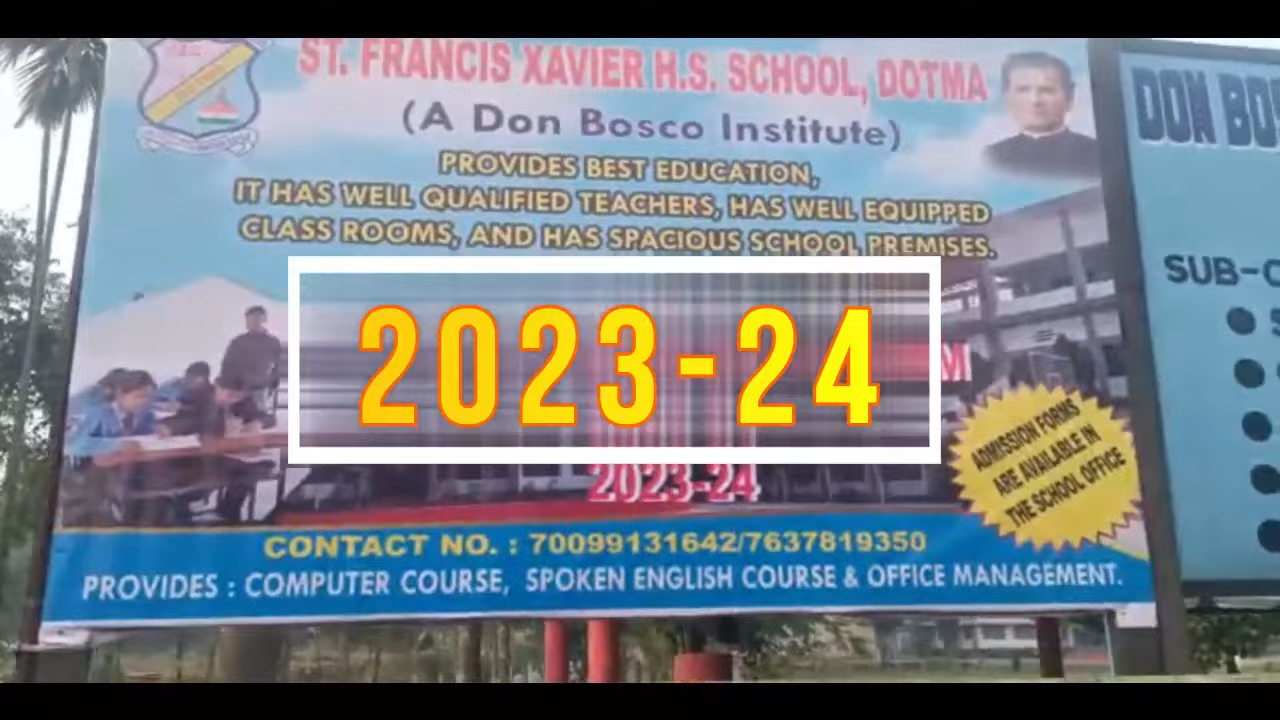 ST. FRANCIS XAVIER H.S. SCHOOL, DOTMA
(A Don Bosco Institute)
PROVIDES BEST EDUCATION,
IT HAS WELL QUALIFIED TEACHERS, HAS WELL EQUIPPED
CLASS ROOMS, AND HAS SPACIOUS SCHOOL PREMISES.
2023-24
2023-24
ADMISSION FORMS
ARE AVAILABLE IN
THE SCHOOL OFFICE
CONTACT NO. : 70099131642/7637819350
PROVIDES : COMPUTER COURSE, SPOKEN ENGLISH COURSE & OFFICE MANAGEMENT.
DON BO
SUB-C